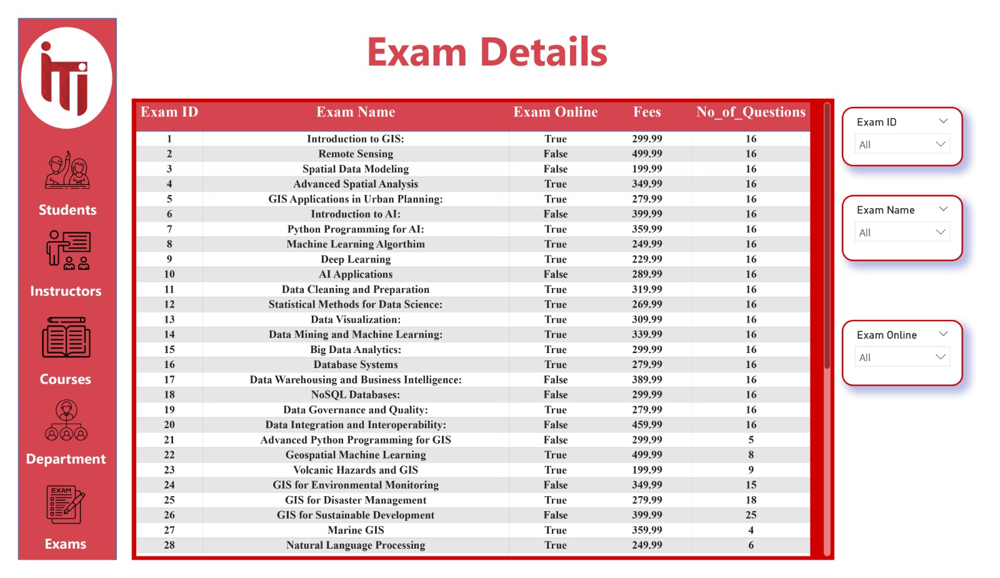 iTi
Exam Details
Students
Instructors
Courses
Department
EXAM
Exams
Exam ID Exam Name Exam Online Fees No_of_Questions
1 Introduction to GIS: True 299.99 16
2 Remote Sensing False 499.99 16
3 Spatial Data Modeling False 199.99 16
4 Advanced Spatial Analysis True 349.99 16
5 GIS Applications in Urban Planning: True 279.99 16
6 Introduction to AI: False 399.99 16
7 Python Programming for AI: True 359.99 16
8 Machine Learning Algorthim True 249.99 16
9 Deep Learning True 229.99 16
10 AI Applications False 289.99 16
11 Data Cleaning and Preparation True 319.99 16
12 Statistical Methods for Data Science: True 269.99 16
13 Data Visualization: True 309.99 16
14 Data Mining and Machine Learning: True 339.99 16
15 Big Data Analytics: True 299.99 16
16 Database Systems True 279.99 16
17 Data Warehousing and Business Intelligence: False 389.99 16
18 NoSQL Databases: False 299.99 16
19 Data Governance and Quality: True 279.99 16
20 Data Integration and Interoperability: False 459.99 16
21 Advanced Python Programming for GIS False 299.99 5
22 Geospatial Machine Learning True 499.99 8
23 Volcanic Hazards and GIS True 199.99 9
24 GIS for Environmental Monitoring False 349.99 15
25 GIS for Disaster Management True 279.99 18
26 GIS for Sustainable Development False 399.99 25
27 Marine GIS True 359.99 4
28 Natural Language Processing True 249.99 6
Exam ID
All
Exam Name
All
Exam Online
All